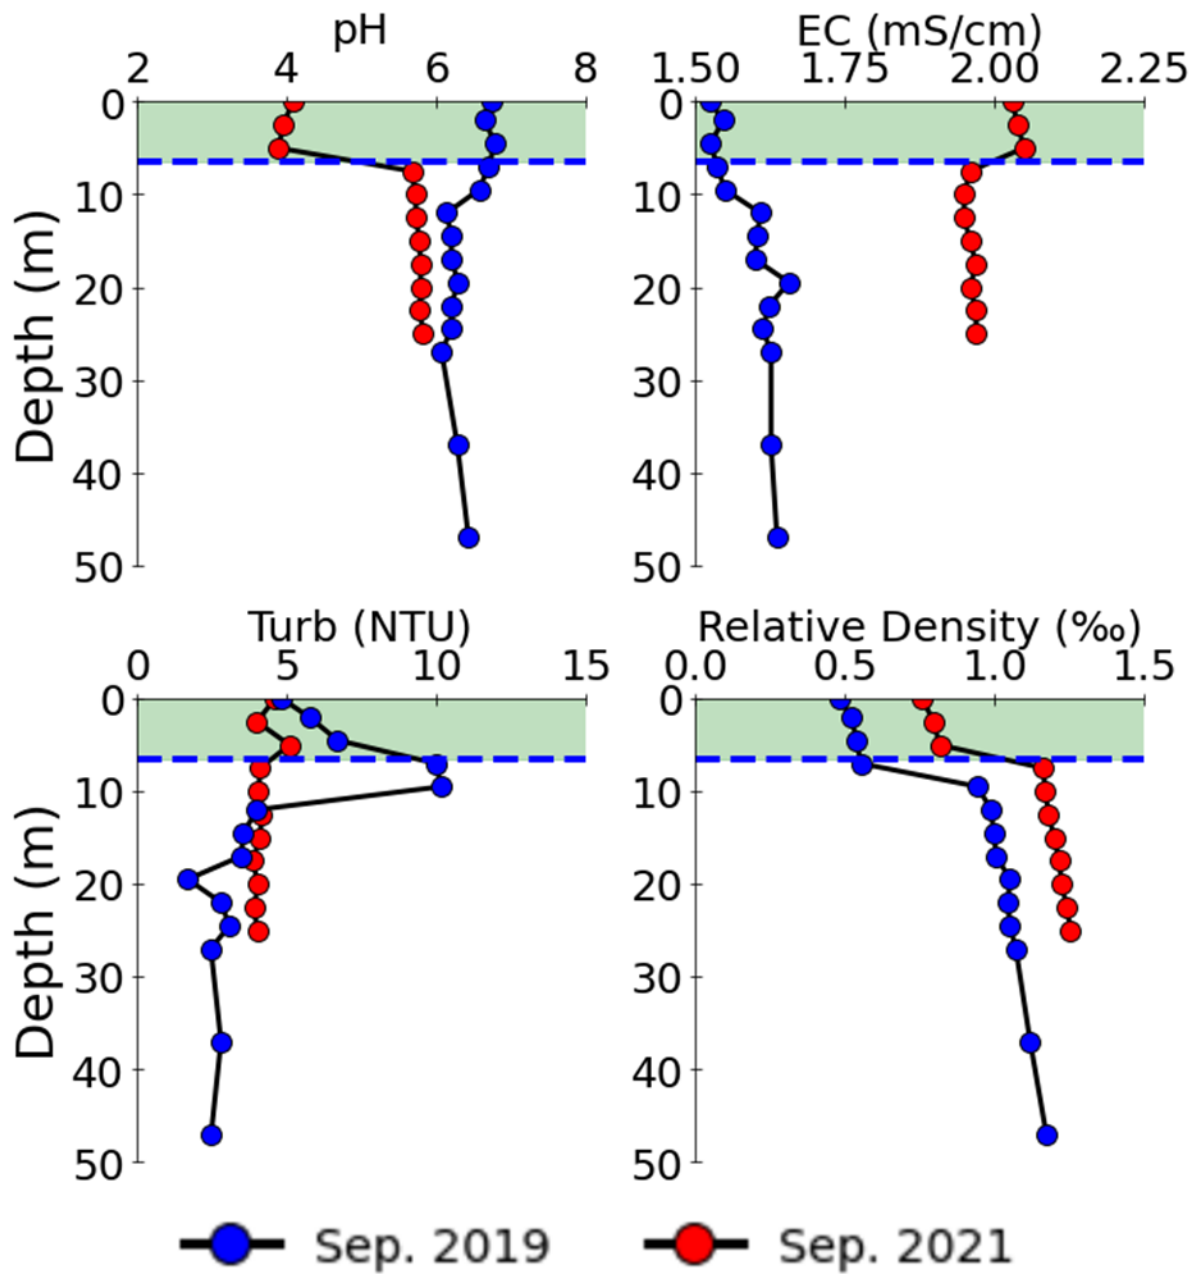 pH
2 4 6 8
0
10
20
30
40
50
Depth (m)
EC (mS/cm)
1.50 1.75 2.00 2.25
0
10
20
30
40
50
Turb (NTU)
0 5 10 15
0
10
20
30
40
50
Depth (m)
Relative Density (‰)
0.0 0.5 1.0 1.5
0
10
20
30
40
50
Sep. 2019 Sep. 2021